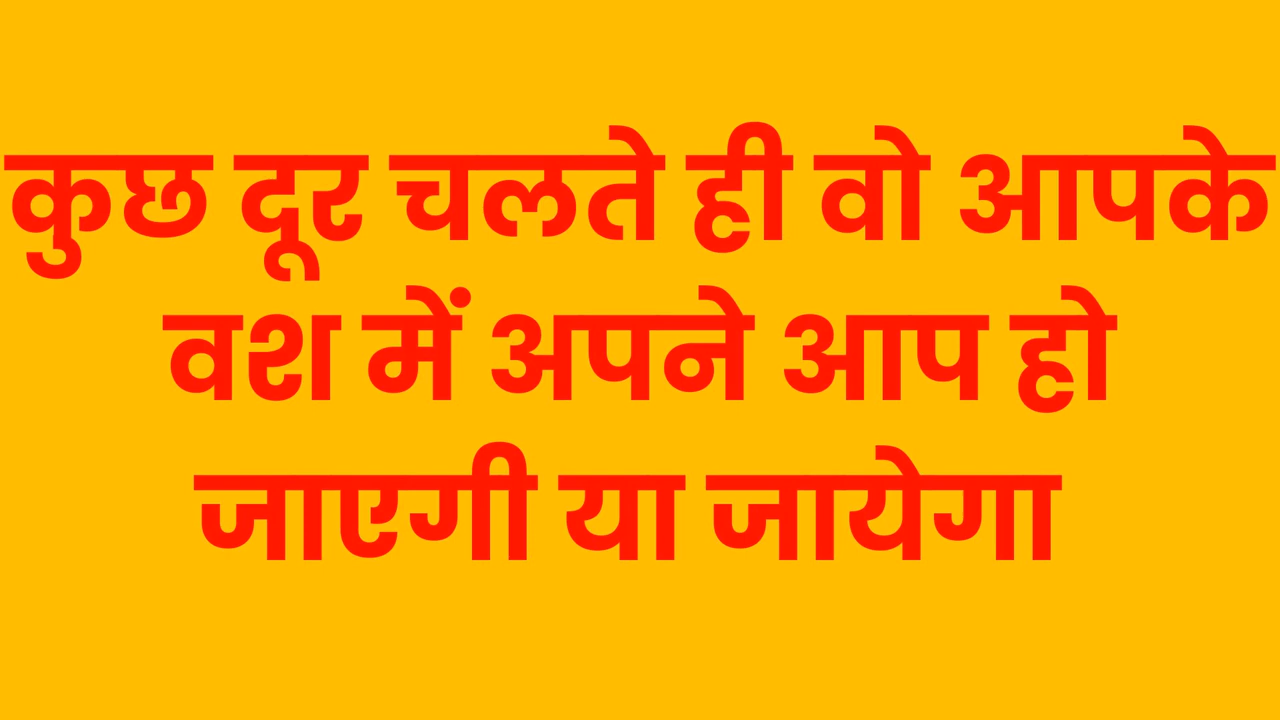 कुछ दूर चलते ही वो आपके
वश में अपने आप हो
जाएगी या जायेगा